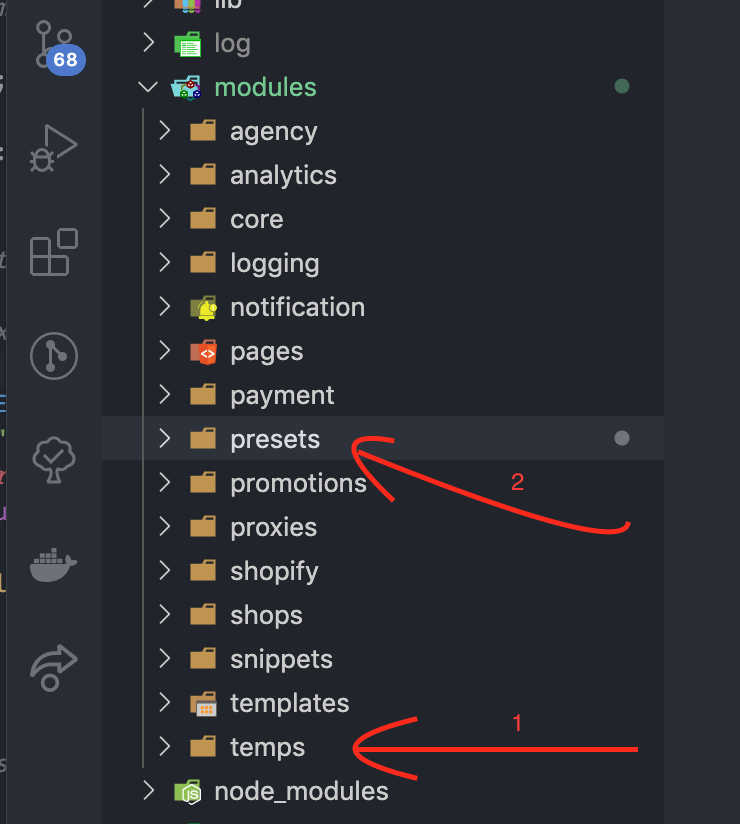 lib
68
log
modules
agency
analytics
core
logging
notification
pages
payment
presets
2
promotions
proxies
shopify
shops
snippets
templates
1
temps
node_modules